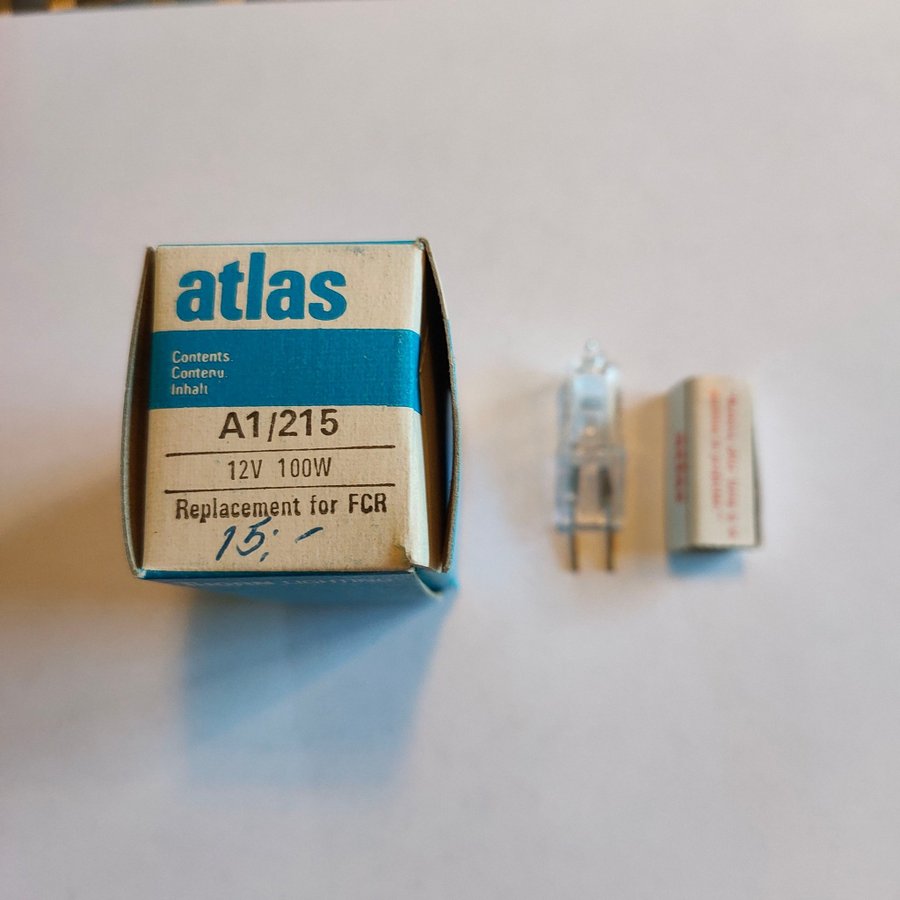 atlas
Contents.
Contenu.
Inhalt
A1/215
12V 100W
Replacement for FCR
15,-